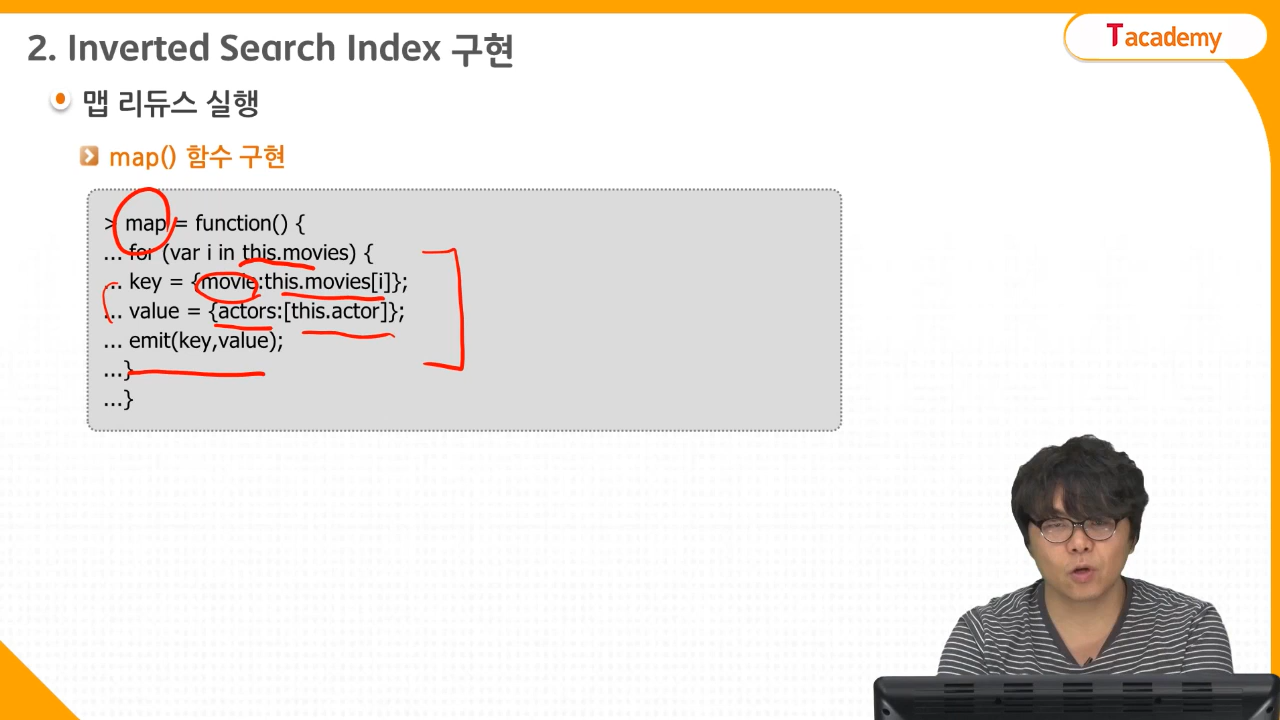 2. Inverted Search Index 구현
Tacademy
맵 리듀스 실행
map() 함수 구현
> map = function() {
... for (var i in this.movies) {
... key = {movie:this.movies[i]};
... value = {actors:[this.actor]};
... emit(key,value);
...}
...}